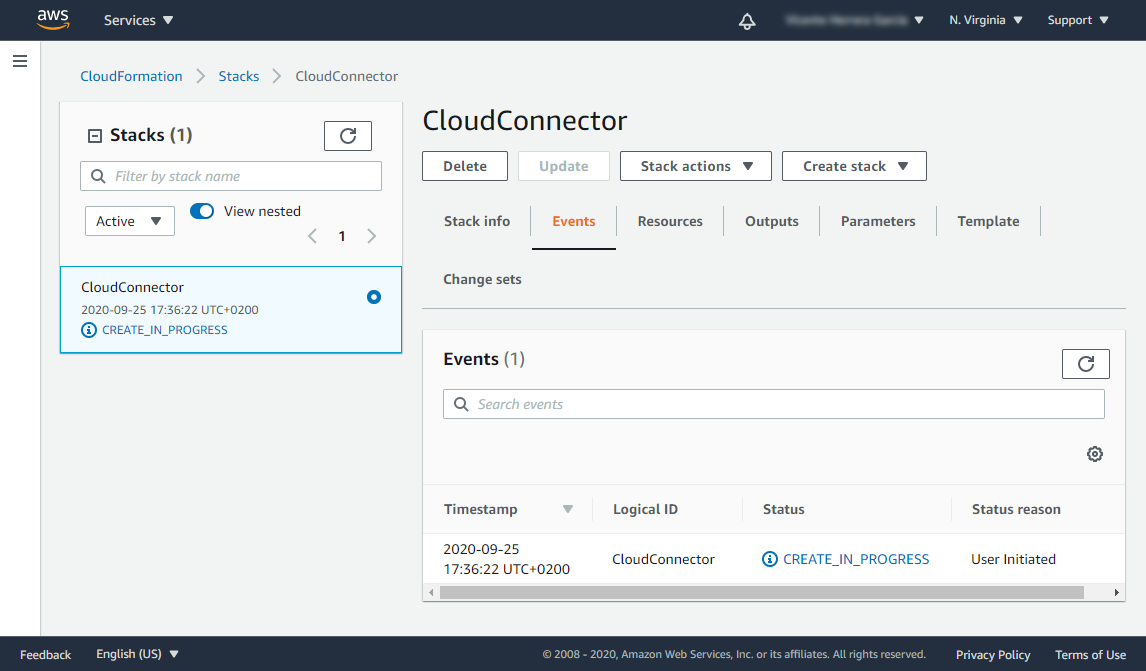 aws Services N. Virginia Support
CloudFormation Stacks CloudConnector
Stacks (1)
Filter by stack name
Active View nested
1
CloudConnector
2020-09-25 17:36:22 UTC+0200
CREATE_IN_PROGRESS
CloudConnector
Delete Update Stack actions Create stack
Stack info Events Resources Outputs Parameters Template
Change sets
Events (1)
Search events
Timestamp Logical ID Status Status reason
2020-09-25
17:36:22 UTC+0200 CloudConnector CREATE_IN_PROGRESS User Initiated
Feedback English (US) © 2008 - 2020, Amazon Web Services, Inc. or its affiliates. All rights reserved. Privacy Policy Terms of Use